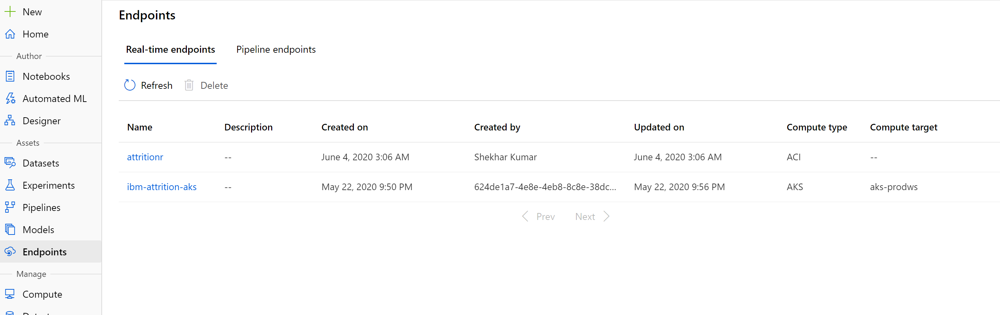 New
Home
Author
Notebooks
Automated ML
Designer
Assets
Datasets
Experiments
Pipelines
Models
Endpoints
Manage
Compute
Endpoints
Real-time endpoints Pipeline endpoints
Refresh Delete
Name Description Created on Created by Updated on Compute type Compute target
attritionr -- June 4, 2020 3:06 AM Shekhar Kumar June 4, 2020 3:06 AM ACI --
ibm-attrition-aks -- May 22, 2020 9:50 PM 624de1a7-4e8e-4eb8-8c8e-38dc... May 22, 2020 9:56 PM AKS aks-prodws
Prev Next